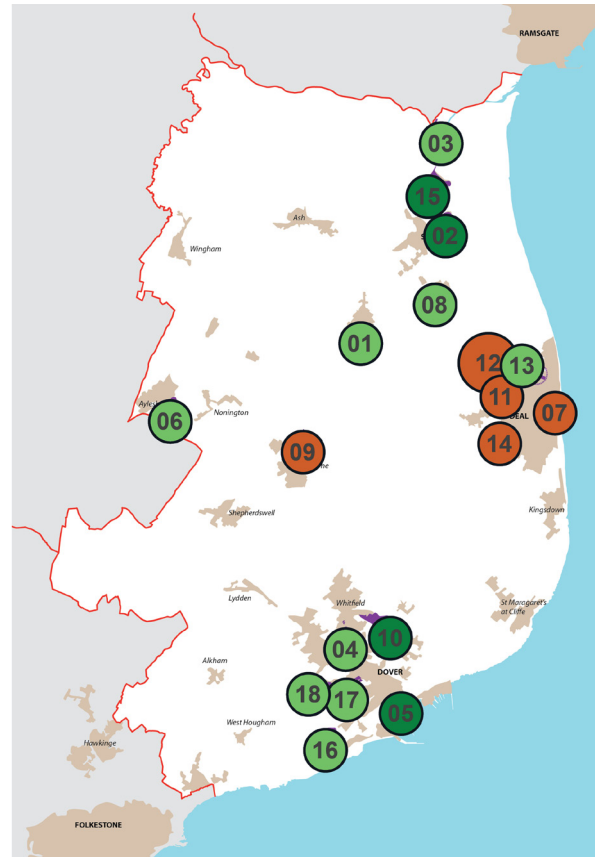 RAMSGATE
03
15
Ash
02
Wingham
08
01
12
13
11
06
Nonington
07
DEAL
14
09
Kingsdown
Shepherdswell
Lydden
Whitfield
St Maragaret's
at Cliffe
10
04
Alkham
DOVER
18
17
05
West Hougham
Hawkinge
16
FOLKESTONE